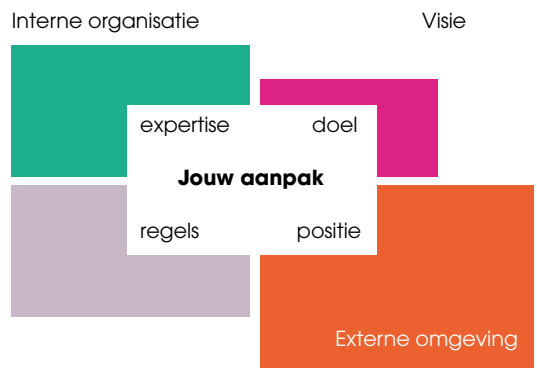 Interne organisatie
Visie
expertise
doel
Jouw aanpak
regels
positie
Externe omgeving